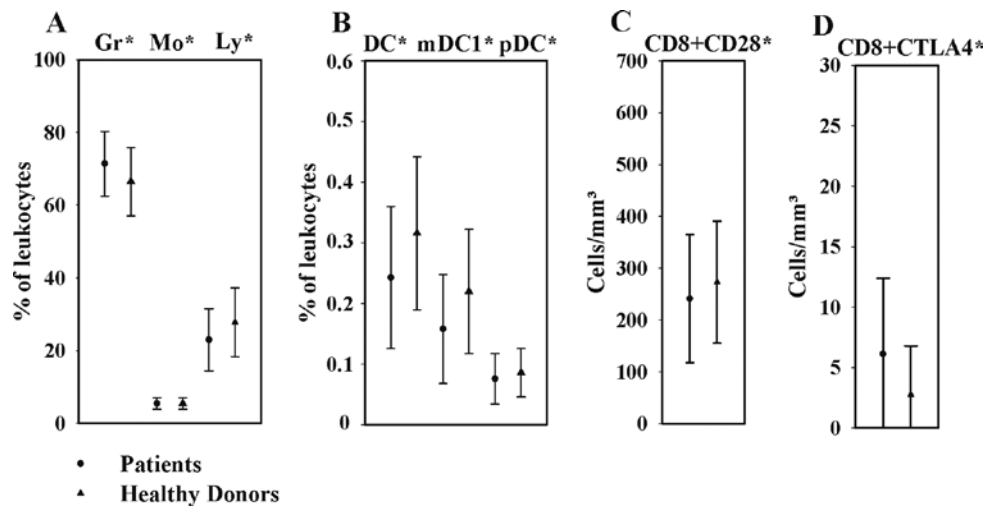 A
Gr* Mo* Ly*
% of leukocytes
100
80
60
40
20
0
B
DC* mDC1* pDC*
% of leukocytes
0.6
0.5
0.4
0.3
0.2
0.1
0
C
CD8+CD28*
Cells/mm³
700
600
500
400
300
200
100
0
D
CD8+CTLA4*
Cells/mm³
30
25
20
15
10
5
0
Patients
Healthy Donors